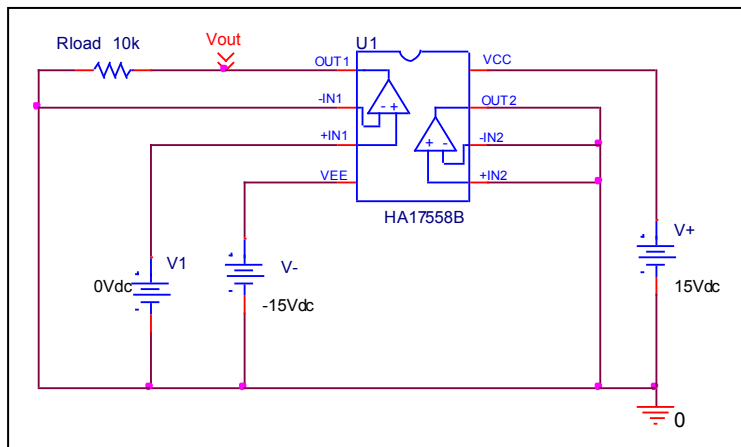 Rload 10k
Vout
U1
OUT1
VCC
-IN1
OUT2
+IN1
-IN2
VEE
+IN2
HA17558B
V1
0Vdc
V-
-15Vdc
V+
15Vdc
0